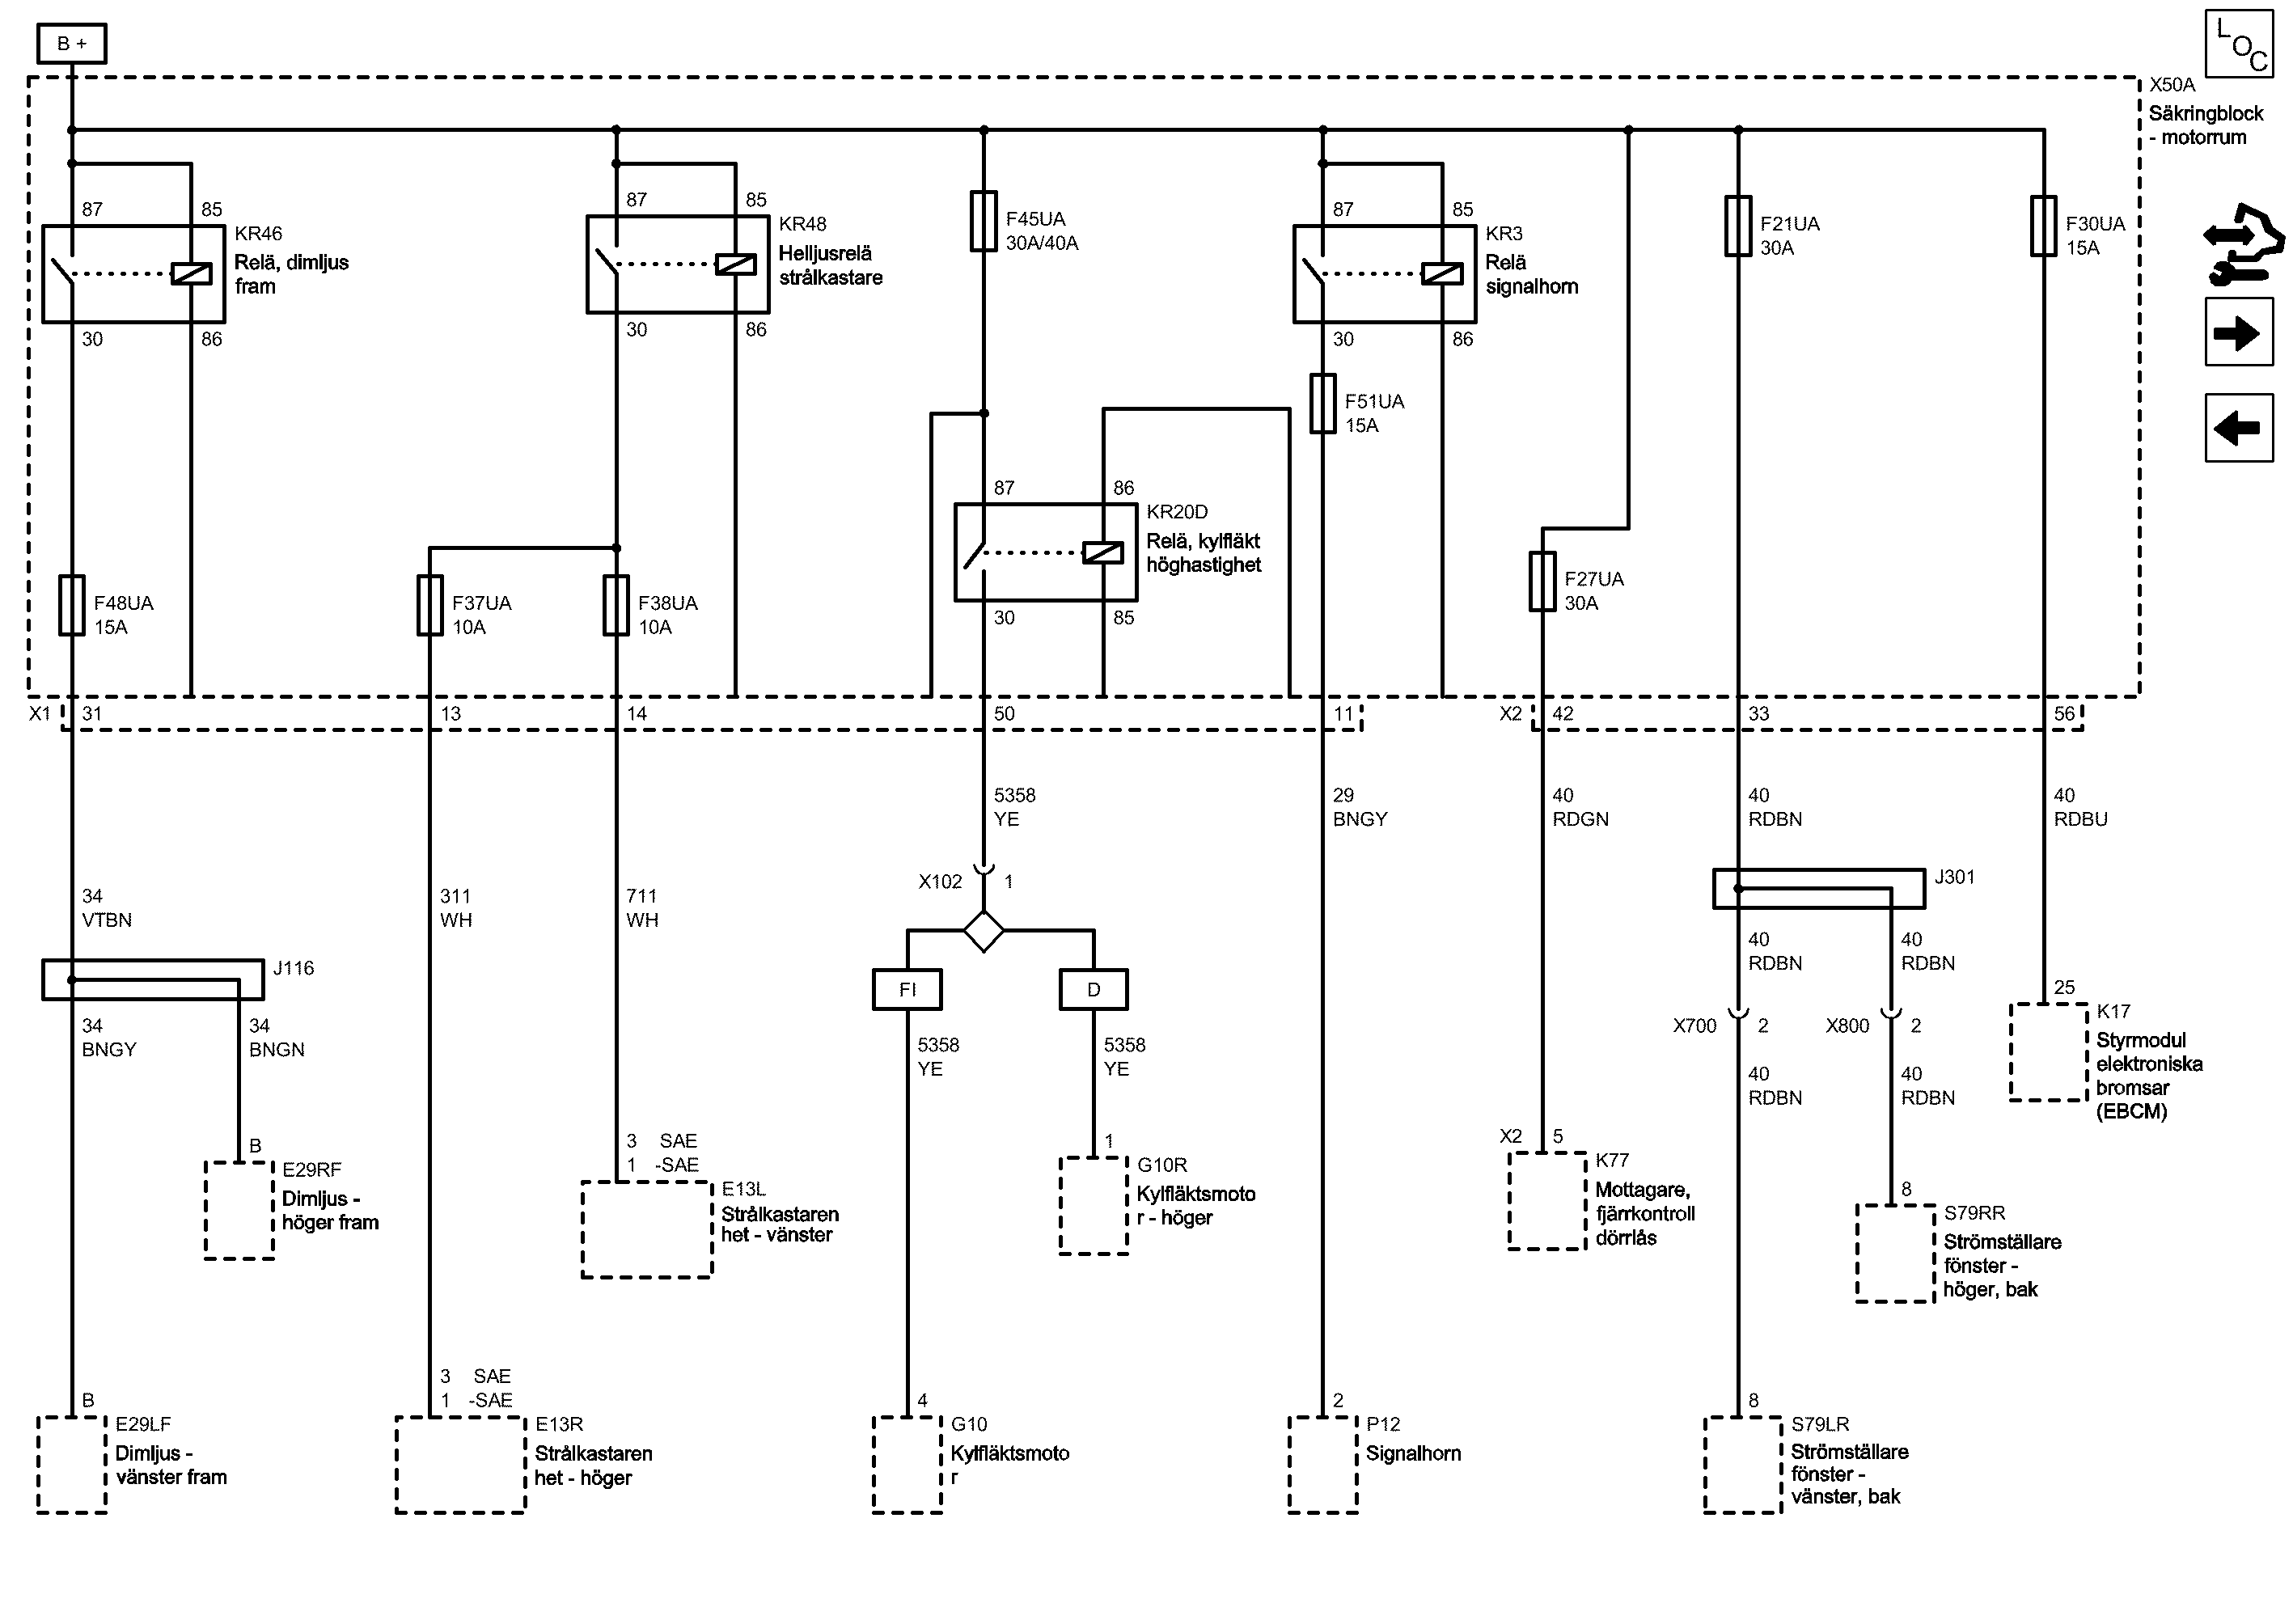 B +
L
O
C
X50A
Säkringblock
- motorrum
87
85
KR46
Relä, dimljus
fram
30
86
87
85
KR48
Helljusrelä
strålkastare
30
86
F45UA
30A/40A
87
85
KR3
Relä
signalhorn
30
86
F51UA
15A
F21UA
30A
F30UA
15A
87
86
KR20D
Relä, kylfläkt
höghastighet
30
85
F48UA
15A
F37UA
10A
F38UA
10A
F27UA
30A
X1
31
13
14
50
11
X2
42
33
56
5358
YE
29
BNGY
40
RDGN
40
RDBN
40
RDBU
34
VTBN
311
WH
711
WH
X102
1
J301
40
RDBN
40
RDBN
J116
FI
D
34
BNGY
34
BNGN
5358
YE
5358
YE
X700
2
X800
2
40
RDBN
40
RDBN
25
K17
Styrmodul
elektroniska
bromsar
(EBCM)
B
E29RF
Dimljus -
höger fram
3 SAE
1 -SAE
E13L
Strålkastaren
het - vänster
1
G10R
Kylfläktsmoto
r - höger
X2
5
K77
Mottagare,
fjärrkontroll
dörrlås
8
S79RR
Strömställare
fönster -
höger, bak
B
E29LF
Dimljus -
vänster fram
3 SAE
1 -SAE
E13R
Strålkastaren
het - höger
4
G10
Kylfläktsmoto
r
2
P12
Signalhorn
8
S79LR
Strömställare
fönster -
vänster, bak